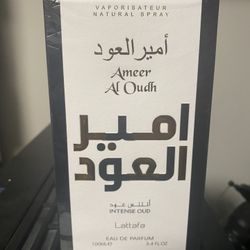 VAPORISATEUR
NATURAL SPRAY
أمير العود
Ameer
Al Oudh
امير
العود
انتنس عود
INTENSE OUD
Lattafa
EAU DE PARFUM
100ML℮ 3.4 FL.OZ